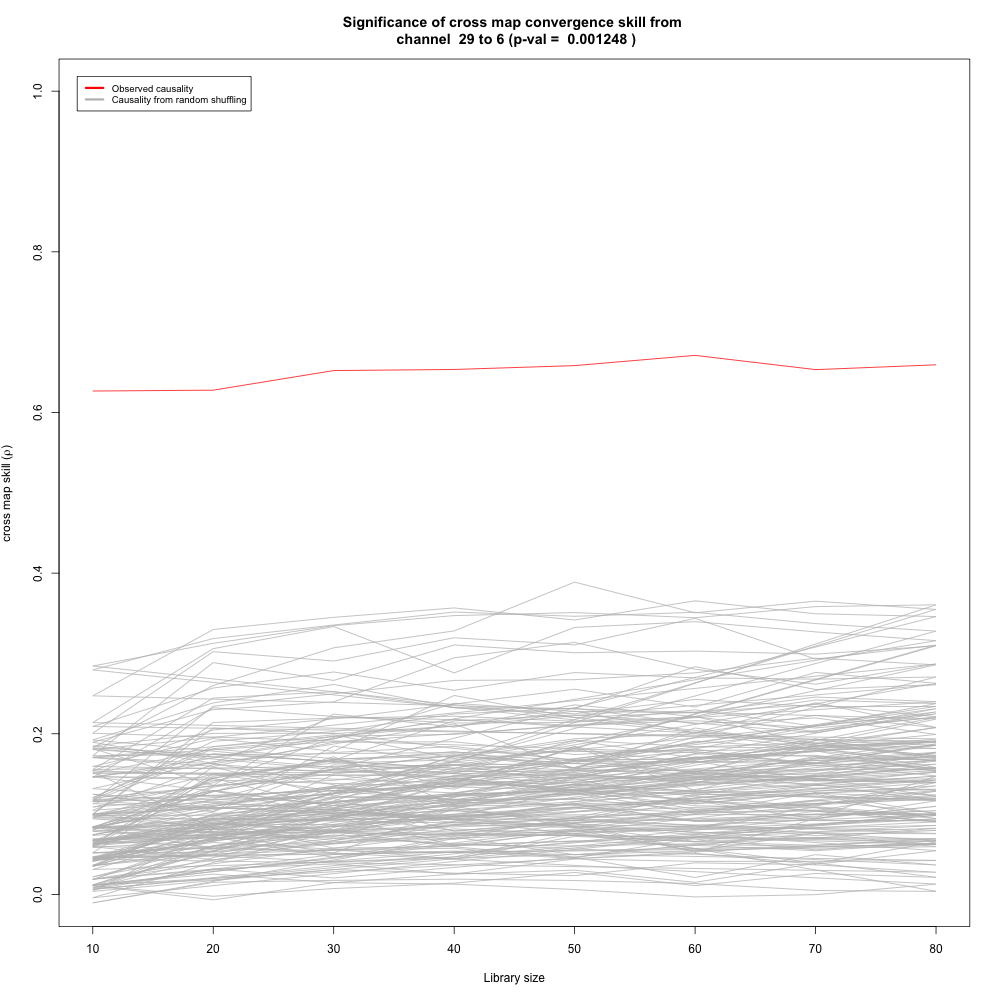 Significance of cross map convergence skill from
channel  29 to 6 (p-val =  0.001248 )
Observed causality
Causality from random shuffling
cross map skill (ρ)
1.0
0.8
0.6
0.4
0.2
0.0
10 20 30 40 50 60 70 80
Library size